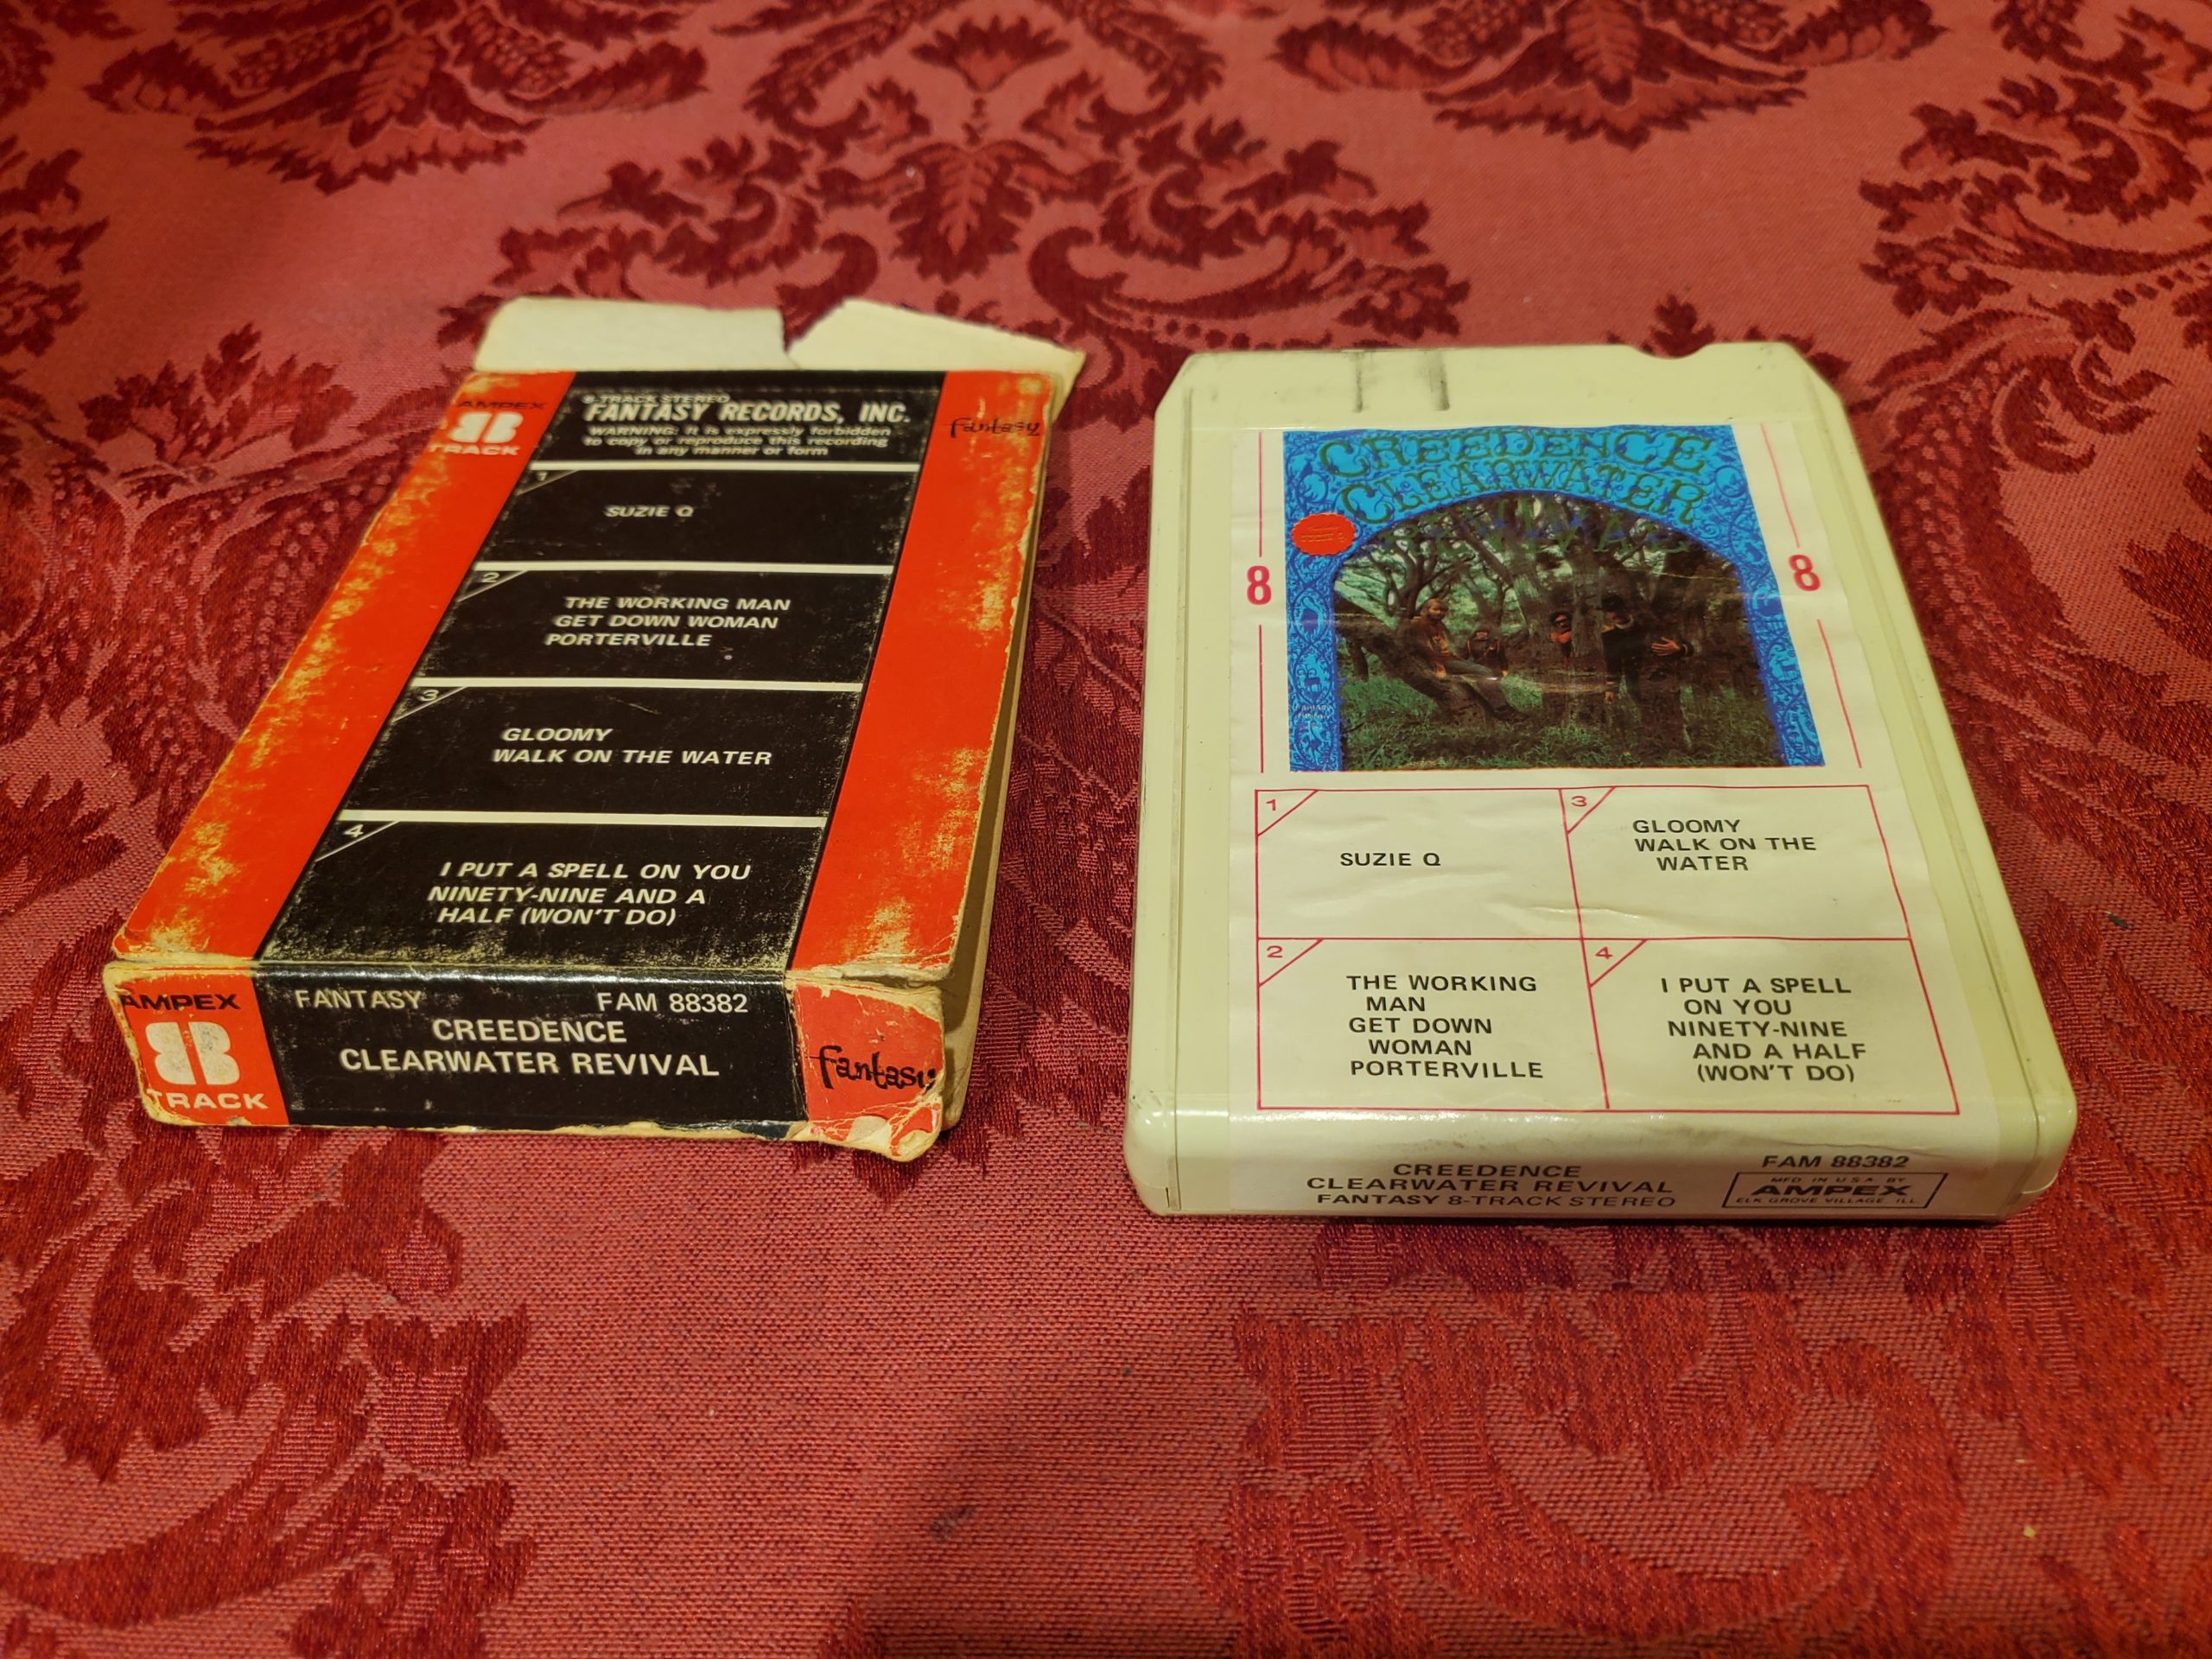 AMPEX
8
TRACK
8-TRACK STEREO
FANTASY RECORDS, INC.
WARNING: It is expressly forbidden
to copy or reproduce this recording
in any manner or form
fantasy
1
SUZIE Q
2
THE WORKING MAN
GET DOWN WOMAN
PORTERVILLE
3
GLOOMY
WALK ON THE WATER
4
I PUT A SPELL ON YOU
NINETY-NINE AND A
HALF (WON'T DO)
AMPEX
8
TRACK
FANTASY FAM 88382
CREEDENCE
CLEARWATER REVIVAL
fantasy
CREEDENCE
CLEARWATER
REVIVAL
8
8
1
SUZIE Q
3
GLOOMY
WALK ON THE
WATER
2
THE WORKING
MAN
GET DOWN
WOMAN
PORTERVILLE
4
I PUT A SPELL
ON YOU
NINETY-NINE
AND A HALF
(WON'T DO)
CREEDENCE
CLEARWATER REVIVAL
FANTASY 8-TRACK STEREO
FAM 88382
MFD IN U.S.A. BY
AMPEX
ELK GROVE VILLAGE, ILL.